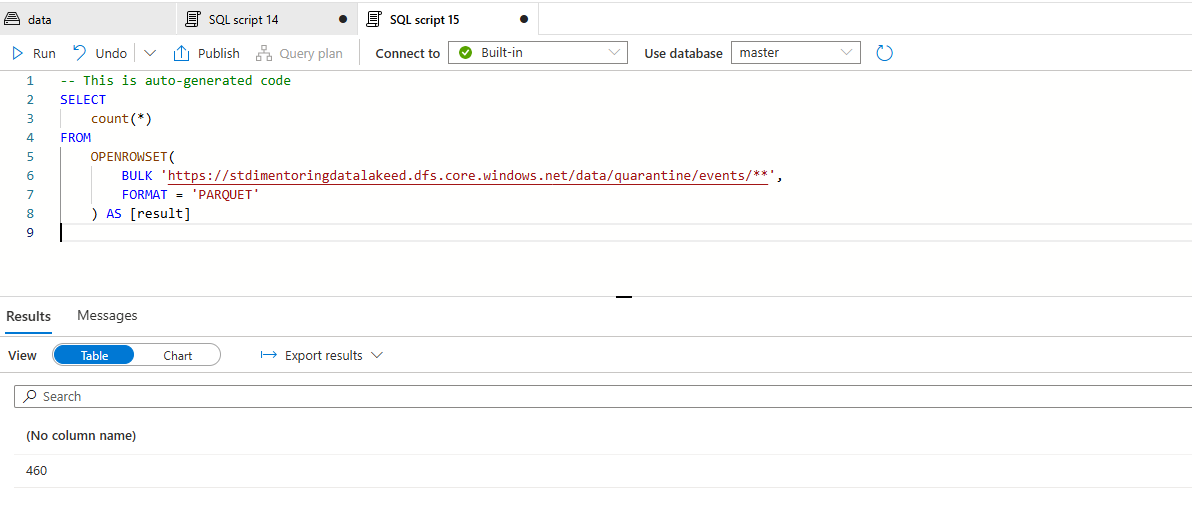 data
SQL script 14
SQL script 15
Run Undo Publish Query plan Connect to Built-in Use database master
1 -- This is auto-generated code
2 SELECT
3     count(*)
4 FROM
5     OPENROWSET(
6         BULK 'https://stdimentoringdatalakeed.dfs.core.windows.net/data/quarantine/events/**',
7         FORMAT = 'PARQUET'
8     ) AS [result]
9
Results Messages
View Table Chart Export results
Search
(No column name)
460